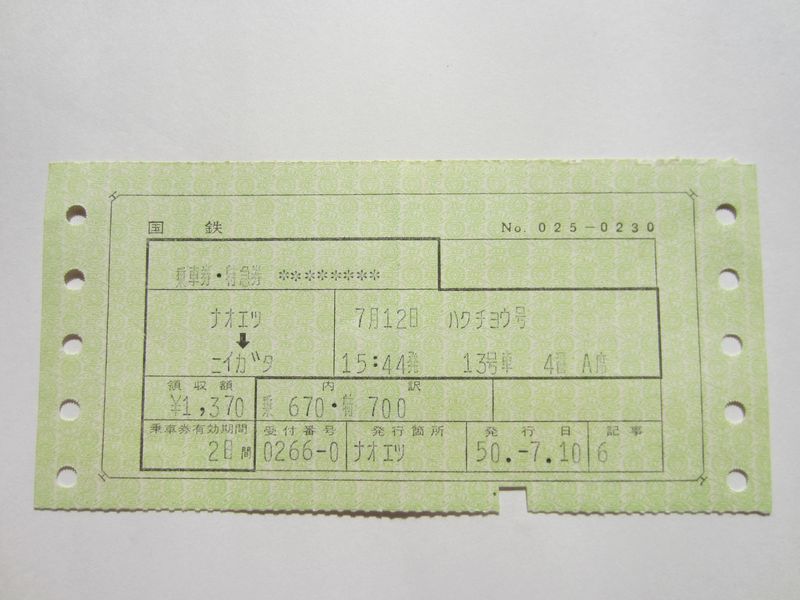 国鉄 No. 025-0230
乗車券・特急券 ********
ナオエツ 7月12日 ハクチョウ号
⬇
ニイガタ 15:44発 13号車 4番 A席
領収額 内訳
¥1,370 乗 670・特 700
乗車券有効期間 受付番号 発行箇所 発行日 記事
2日間 0266-0 ナオエツ 50.-7.10 6